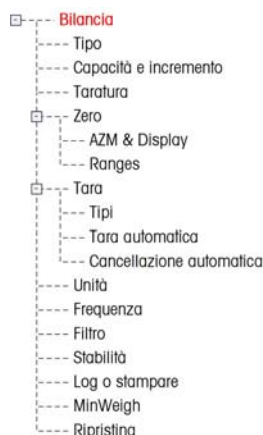 Bilancia
Tipo
Capacità e incremento
Taratura
Zero
AZM & Display
Ranges
Tara
Tipi
Tara automatica
Cancellazione automatica
Unità
Frequenza
Filtro
Stabilità
Log o stampare
MinWeigh
Ripristina